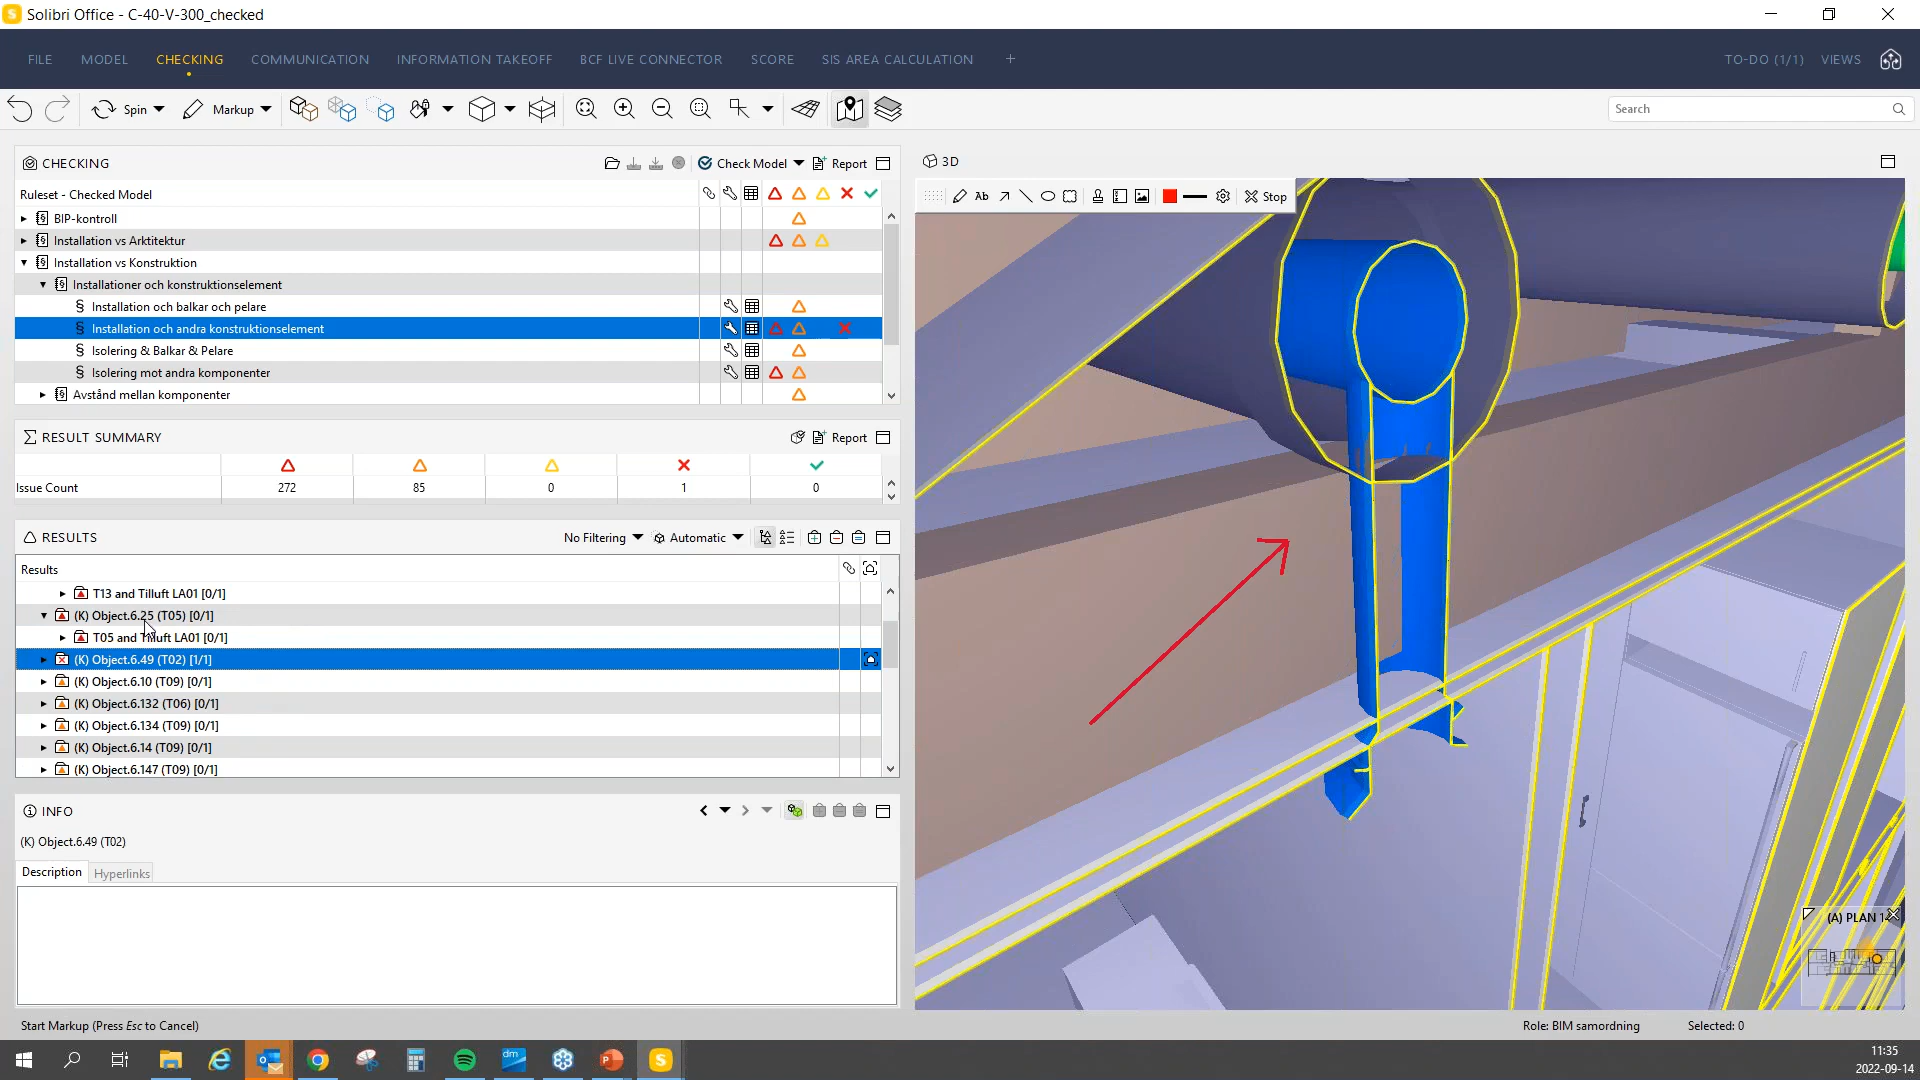 Solibri Office - C-40-V-300_checked
FILE MODEL CHECKING COMMUNICATION INFORMATION TAKEOFF BCF LIVE CONNECTOR SCORE SIS AREA CALCULATION + TO-DO (1/1) VIEWS
Spin Markup Search
CHECKING Check Model Report
Ruleset - Checked Model
BIP-kontroll
Installation vs Arktitektur
Installation vs Konstruktion
Installationer och konstruktionselement
§ Installation och balkar och pelare
§ Installation och andra konstruktionselement
§ Isolering & Balkar & Pelare
§ Isolering mot andra komponenter
Avstånd mellan komponenter
RESULT SUMMARY Report
Issue Count 272 85 0 1 0
RESULTS No Filtering Automatic
Results
T13 and Tilluft LA01 [0/1]
(K) Object.6.25 (T05) [0/1]
T05 and Tilluft LA01 [0/1]
(K) Object.6.49 (T02) [1/1]
(K) Object.6.10 (T09) [0/1]
(K) Object.6.132 (T06) [0/1]
(K) Object.6.134 (T09) [0/1]
(K) Object.6.14 (T09) [0/1]
(K) Object.6.147 (T09) [0/1]
INFO
(K) Object.6.49 (T02)
Description Hyperlinks
3D
Ab Stop
(A) PLAN 1
Start Markup (Press Esc to Cancel) Role: BIM samordning Selected: 0
dm
11:35
2022-09-14